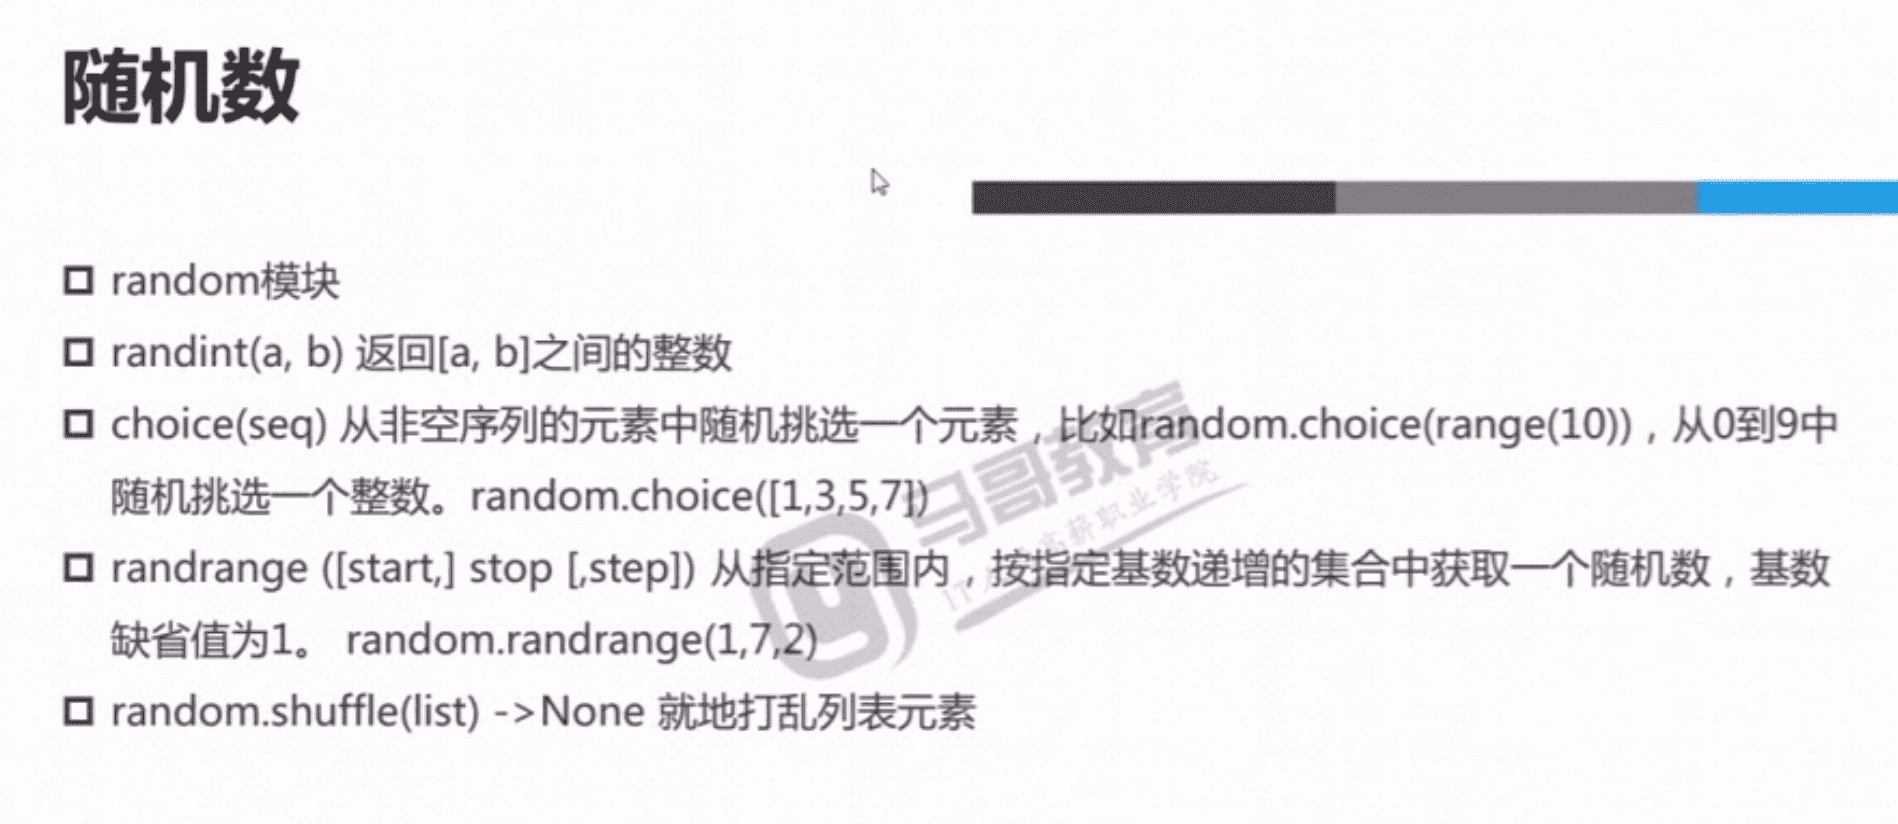 随机数
random模块
randint(a, b) 返回[a, b]之间的整数
choice(seq) 从非空序列的元素中随机挑选一个元素，比如random.choice(range(10))，从0到9中
随机挑选一个整数。random.choice([1,3,5,7])
randrange ([start,] stop [,step]) 从指定范围内，按指定基数递增的集合中获取一个随机数，基数
缺省值为1。 random.randrange(1,7,2)
random.shuffle(list) ->None 就地打乱列表元素
马哥教育
IT人
高薪职业学院